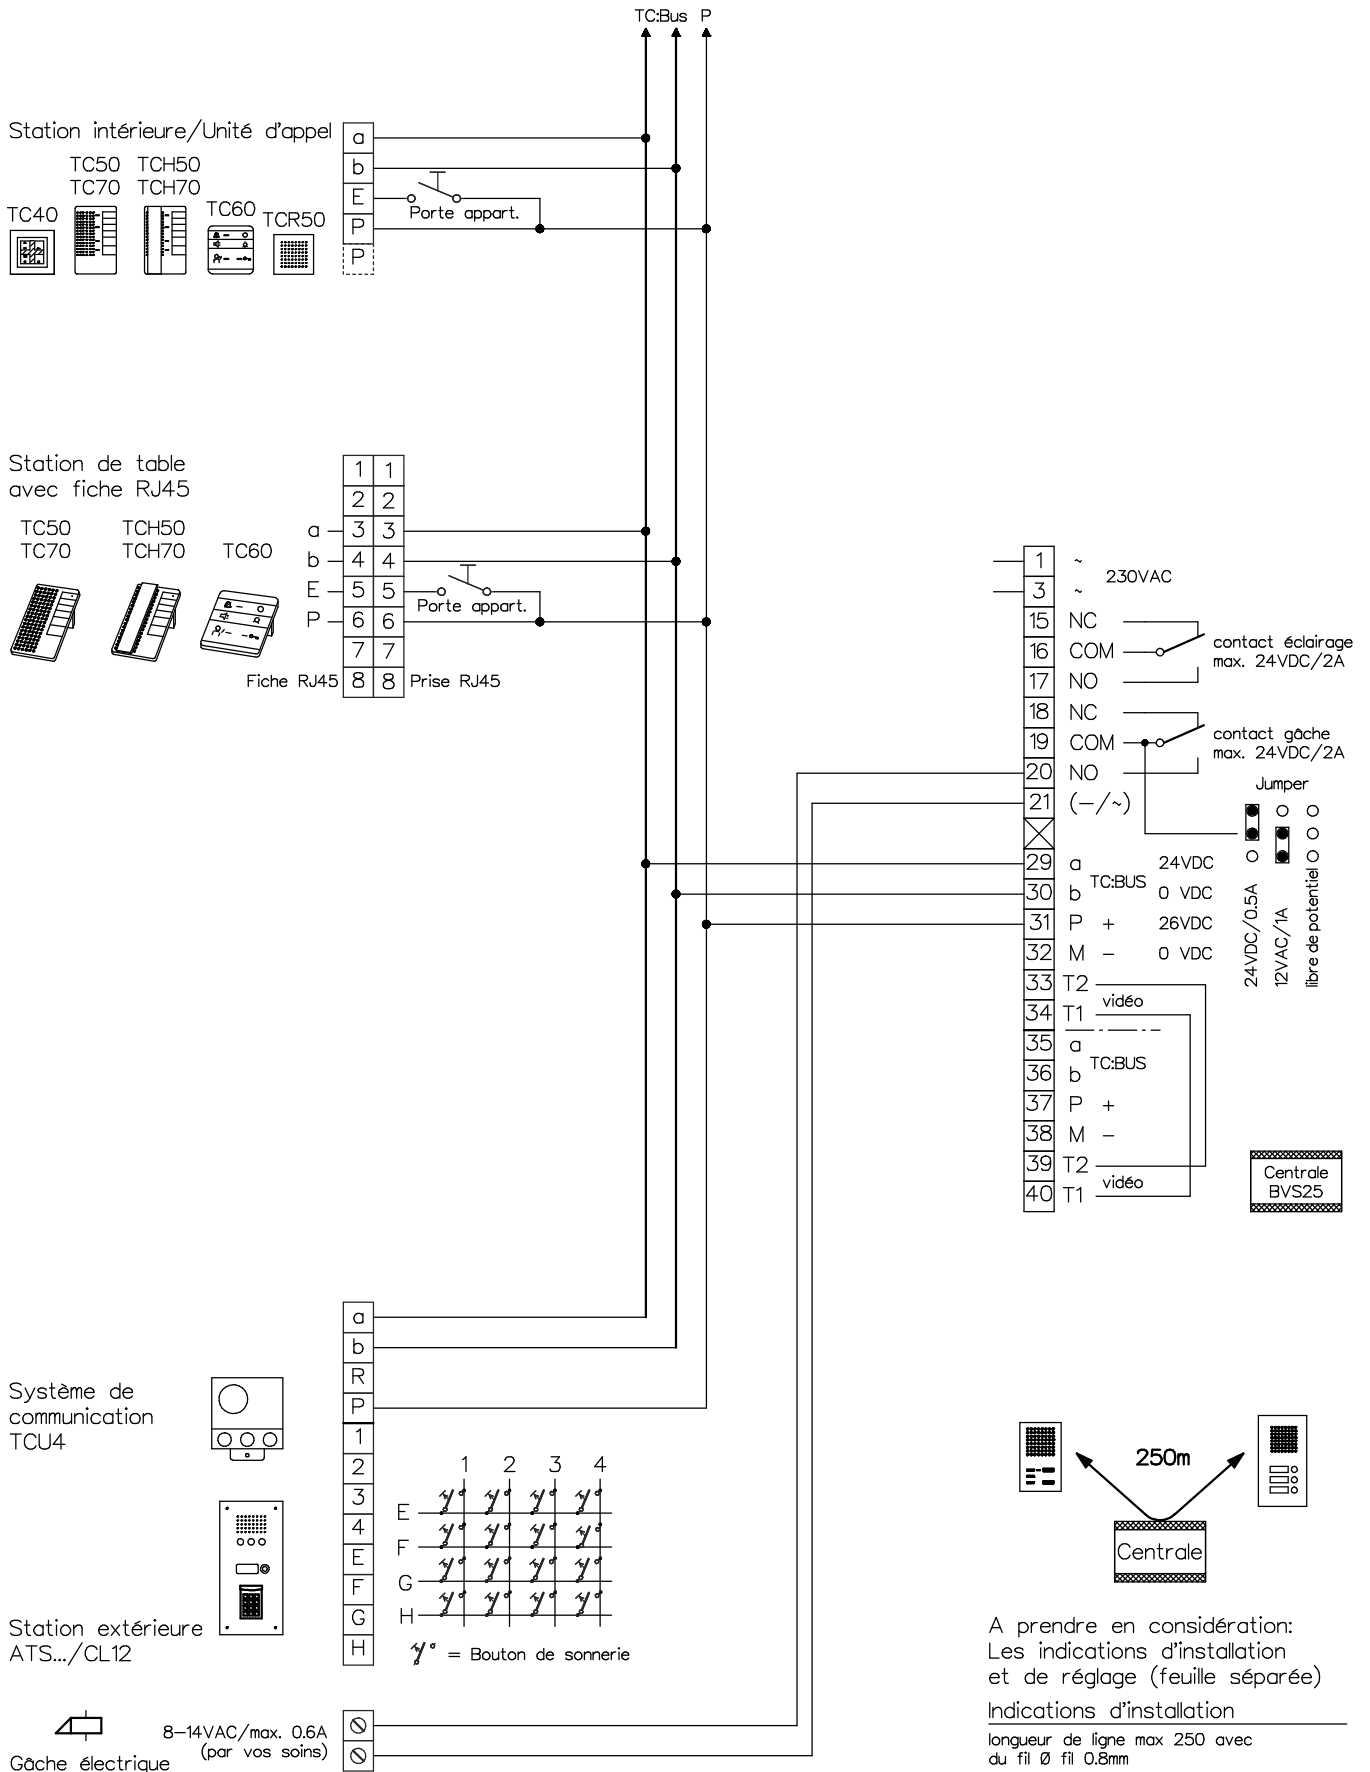 TC:Bus P
Station intérieure/Unité d'appel
TC50 TCH50
TC70 TCH70
TC40
TC60
TCR50
a
b
E
P
P
Porte appart.
Station de table
avec fiche RJ45
TC50 TCH50
TC70 TCH70 TC60
1 1
2 2
a 3 3
b 4 4
E 5 5
P 6 6
7 7
Fiche RJ45 8 8 Prise RJ45
Porte appart.
1 ~
230VAC
3 ~
15 NC
16 COM
17 NO
contact éclairage
max. 24VDC/2A
18 NC
19 COM
20 NO
contact gâche
max. 24VDC/2A
21 (-/~)
Jumper
24VDC/0.5A
12VAC/1A
libre de potentiel
29 a 24VDC
TC:BUS
30 b 0 VDC
31 P + 26VDC
32 M - 0 VDC
33 T2
vidéo
34 T1
35 a
TC:BUS
36 b
37 P +
38 M -
39 T2
vidéo
40 T1
Centrale
BVS25
a
b
R
P
1
2
3
4
E
F
G
H
Système de
communication
TCU4
1 2 3 4
E
F
G
H
= Bouton de sonnerie
Station extérieure
ATS.../CL12
8-14VAC/max. 0.6A
(par vos soins)
Gâche électrique
250m
Centrale
A prendre en considération:
Les indications d'installation
et de réglage (feuille séparée)
Indications d'installation
longueur de ligne max 250 avec
du fil Ø fil 0.8mm